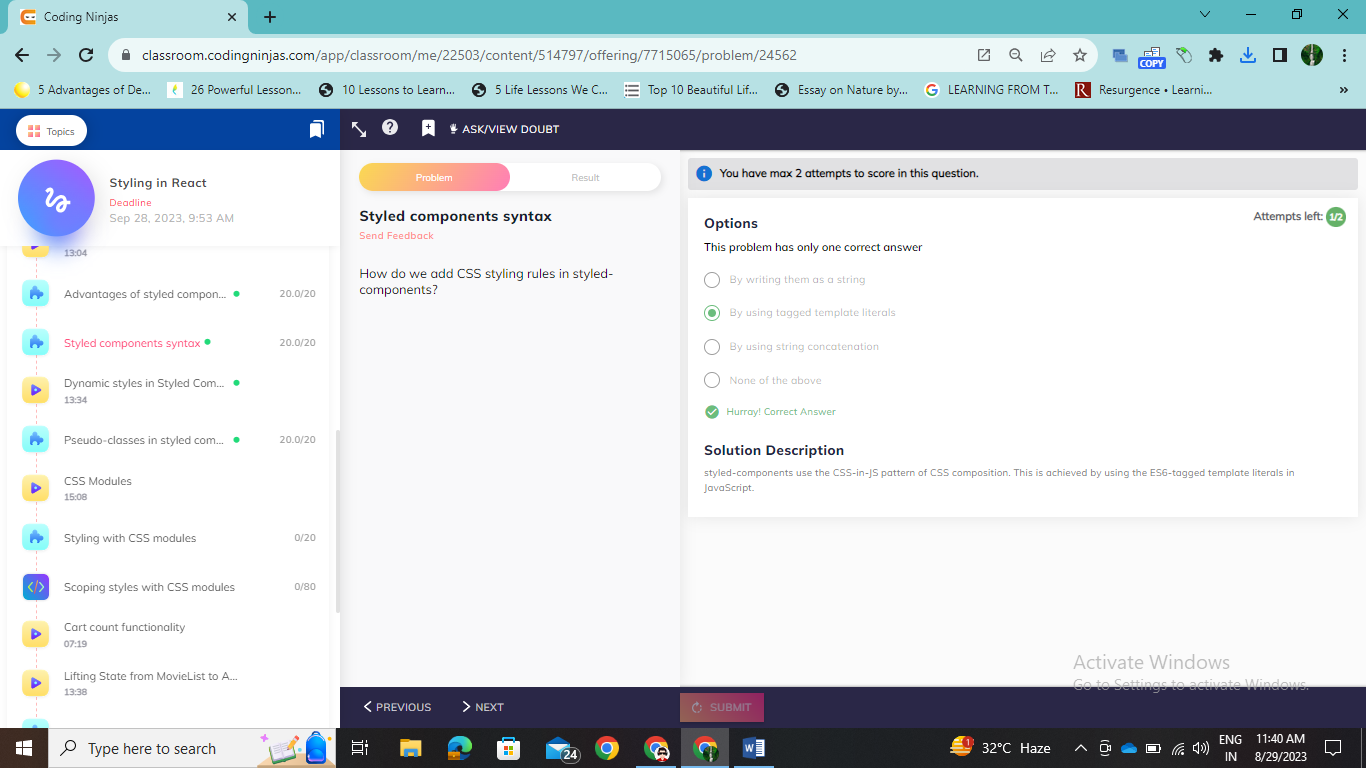 Coding Ninjas
classroom.codingninjas.com/app/classroom/me/22503/content/514797/offering/7715065/problem/24562
COPY
5 Advantages of De...
26 Powerful Lesson...
10 Lessons to Learn...
5 Life Lessons We C...
Top 10 Beautiful Lif...
Essay on Nature by...
LEARNING FROM T...
Resurgence • Learni...
»
Topics
ASK/VIEW DOUBT
Styling in React
Deadline
Sep 28, 2023, 9:53 AM
13:04
Advantages of styled compon... 20.0/20
Styled components syntax 20.0/20
Dynamic styles in Styled Com...
13:34
Pseudo-classes in styled com... 20.0/20
CSS Modules
15:08
Styling with CSS modules 0/20
Scoping styles with CSS modules 0/80
Cart count functionality
07:19
Lifting State from MovieList to A...
13:38
Problem
Result
Styled components syntax
Send Feedback
How do we add CSS styling rules in styled-
components?
You have max 2 attempts to score in this question.
Options
Attempts left: 1/2
This problem has only one correct answer
By writing them as a string
By using tagged template literals
By using string concatenation
None of the above
Hurray! Correct Answer
Solution Description
styled-components use the CSS-in-JS pattern of CSS composition. This is achieved by using the ES6-tagged template literals in
JavaScript.
Activate Windows
Go to Settings to activate Windows.
PREVIOUS
NEXT
SUBMIT
Type here to search
24
1
32°C Haze
ENG
IN
11:40 AM
8/29/2023